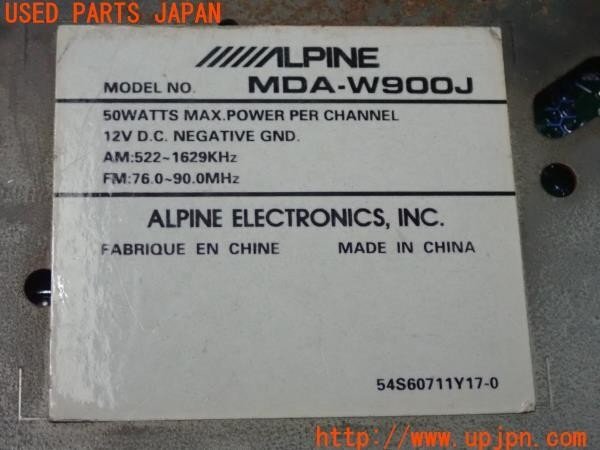 USED PARTS JAPAN
ALPINE
MODEL NO. MDA-W900J
50WATTS MAX.POWER PER CHANNEL
12V D.C. NEGATIVE GND.
AM:522~1629KHz
FM:76.0~90.0MHz
ALPINE ELECTRONICS, INC.
FABRIQUE EN CHINE MADE IN CHINA
54S60711Y17-0
http://www.upjpn.com/